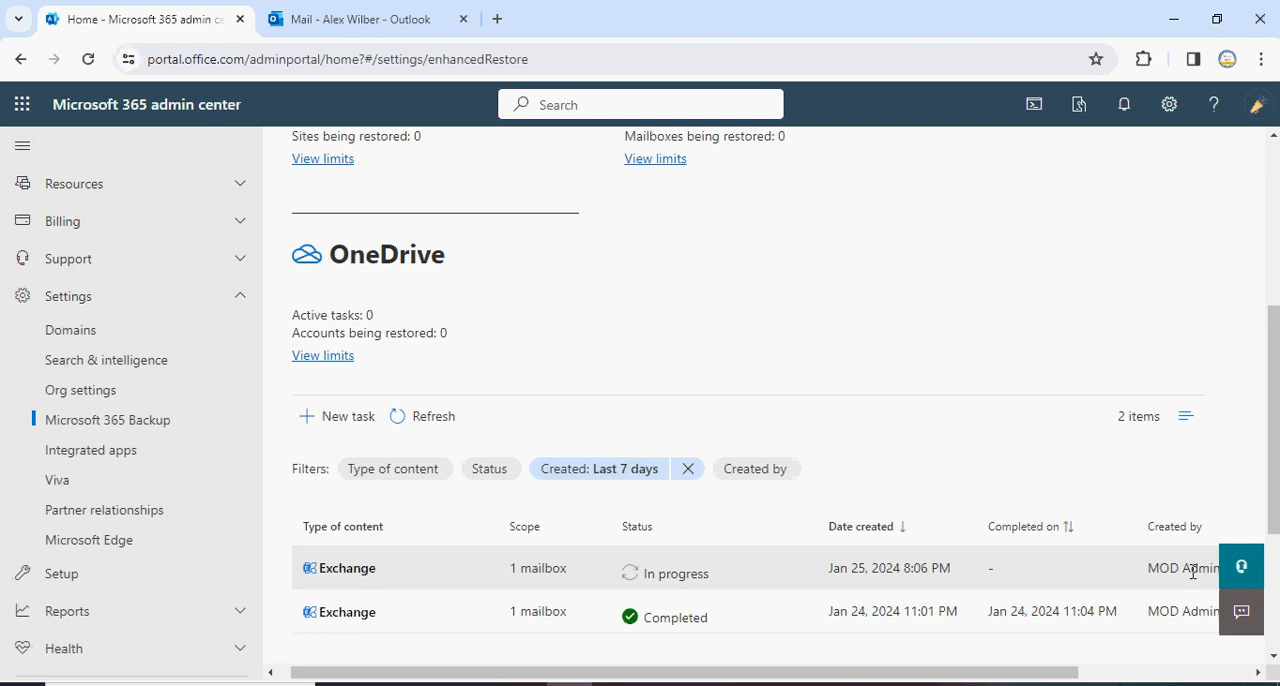 Home - Microsoft 365 admin ce
Mail - Alex Wilber - Outlook
portal.office.com/adminportal/home?#/settings/enhancedRestore
Microsoft 365 admin center
Search
Resources
Billing
Support
Settings
Domains
Search & intelligence
Org settings
Microsoft 365 Backup
Integrated apps
Viva
Partner relationships
Microsoft Edge
Setup
Reports
Health
Sites being restored: 0
View limits
Mailboxes being restored: 0
View limits
OneDrive
Active tasks: 0
Accounts being restored: 0
View limits
New task Refresh 2 items
Filters: Type of content Status Created: Last 7 days Created by
Type of content Scope Status Date created Completed on Created by
Exchange 1 mailbox In progress Jan 25, 2024 8:06 PM - MOD Admin
Exchange 1 mailbox Completed Jan 24, 2024 11:01 PM Jan 24, 2024 11:04 PM MOD Admin